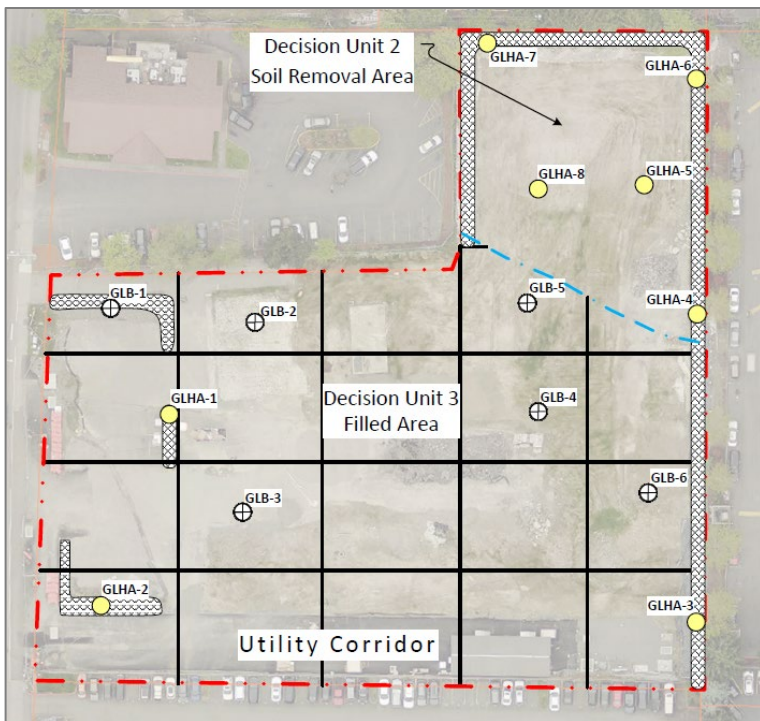 Decision Unit 2
Soil Removal Area
GLHA-7
GLHA-6
GLHA-8
GLHA-5
GLHA-4
GLB-1
GLB-2
GLB-5
GLHA-1
Decision Unit 3
Filled Area
GLB-4
GLB-3
GLB-6
GLHA-2
GLHA-3
Utility Corridor